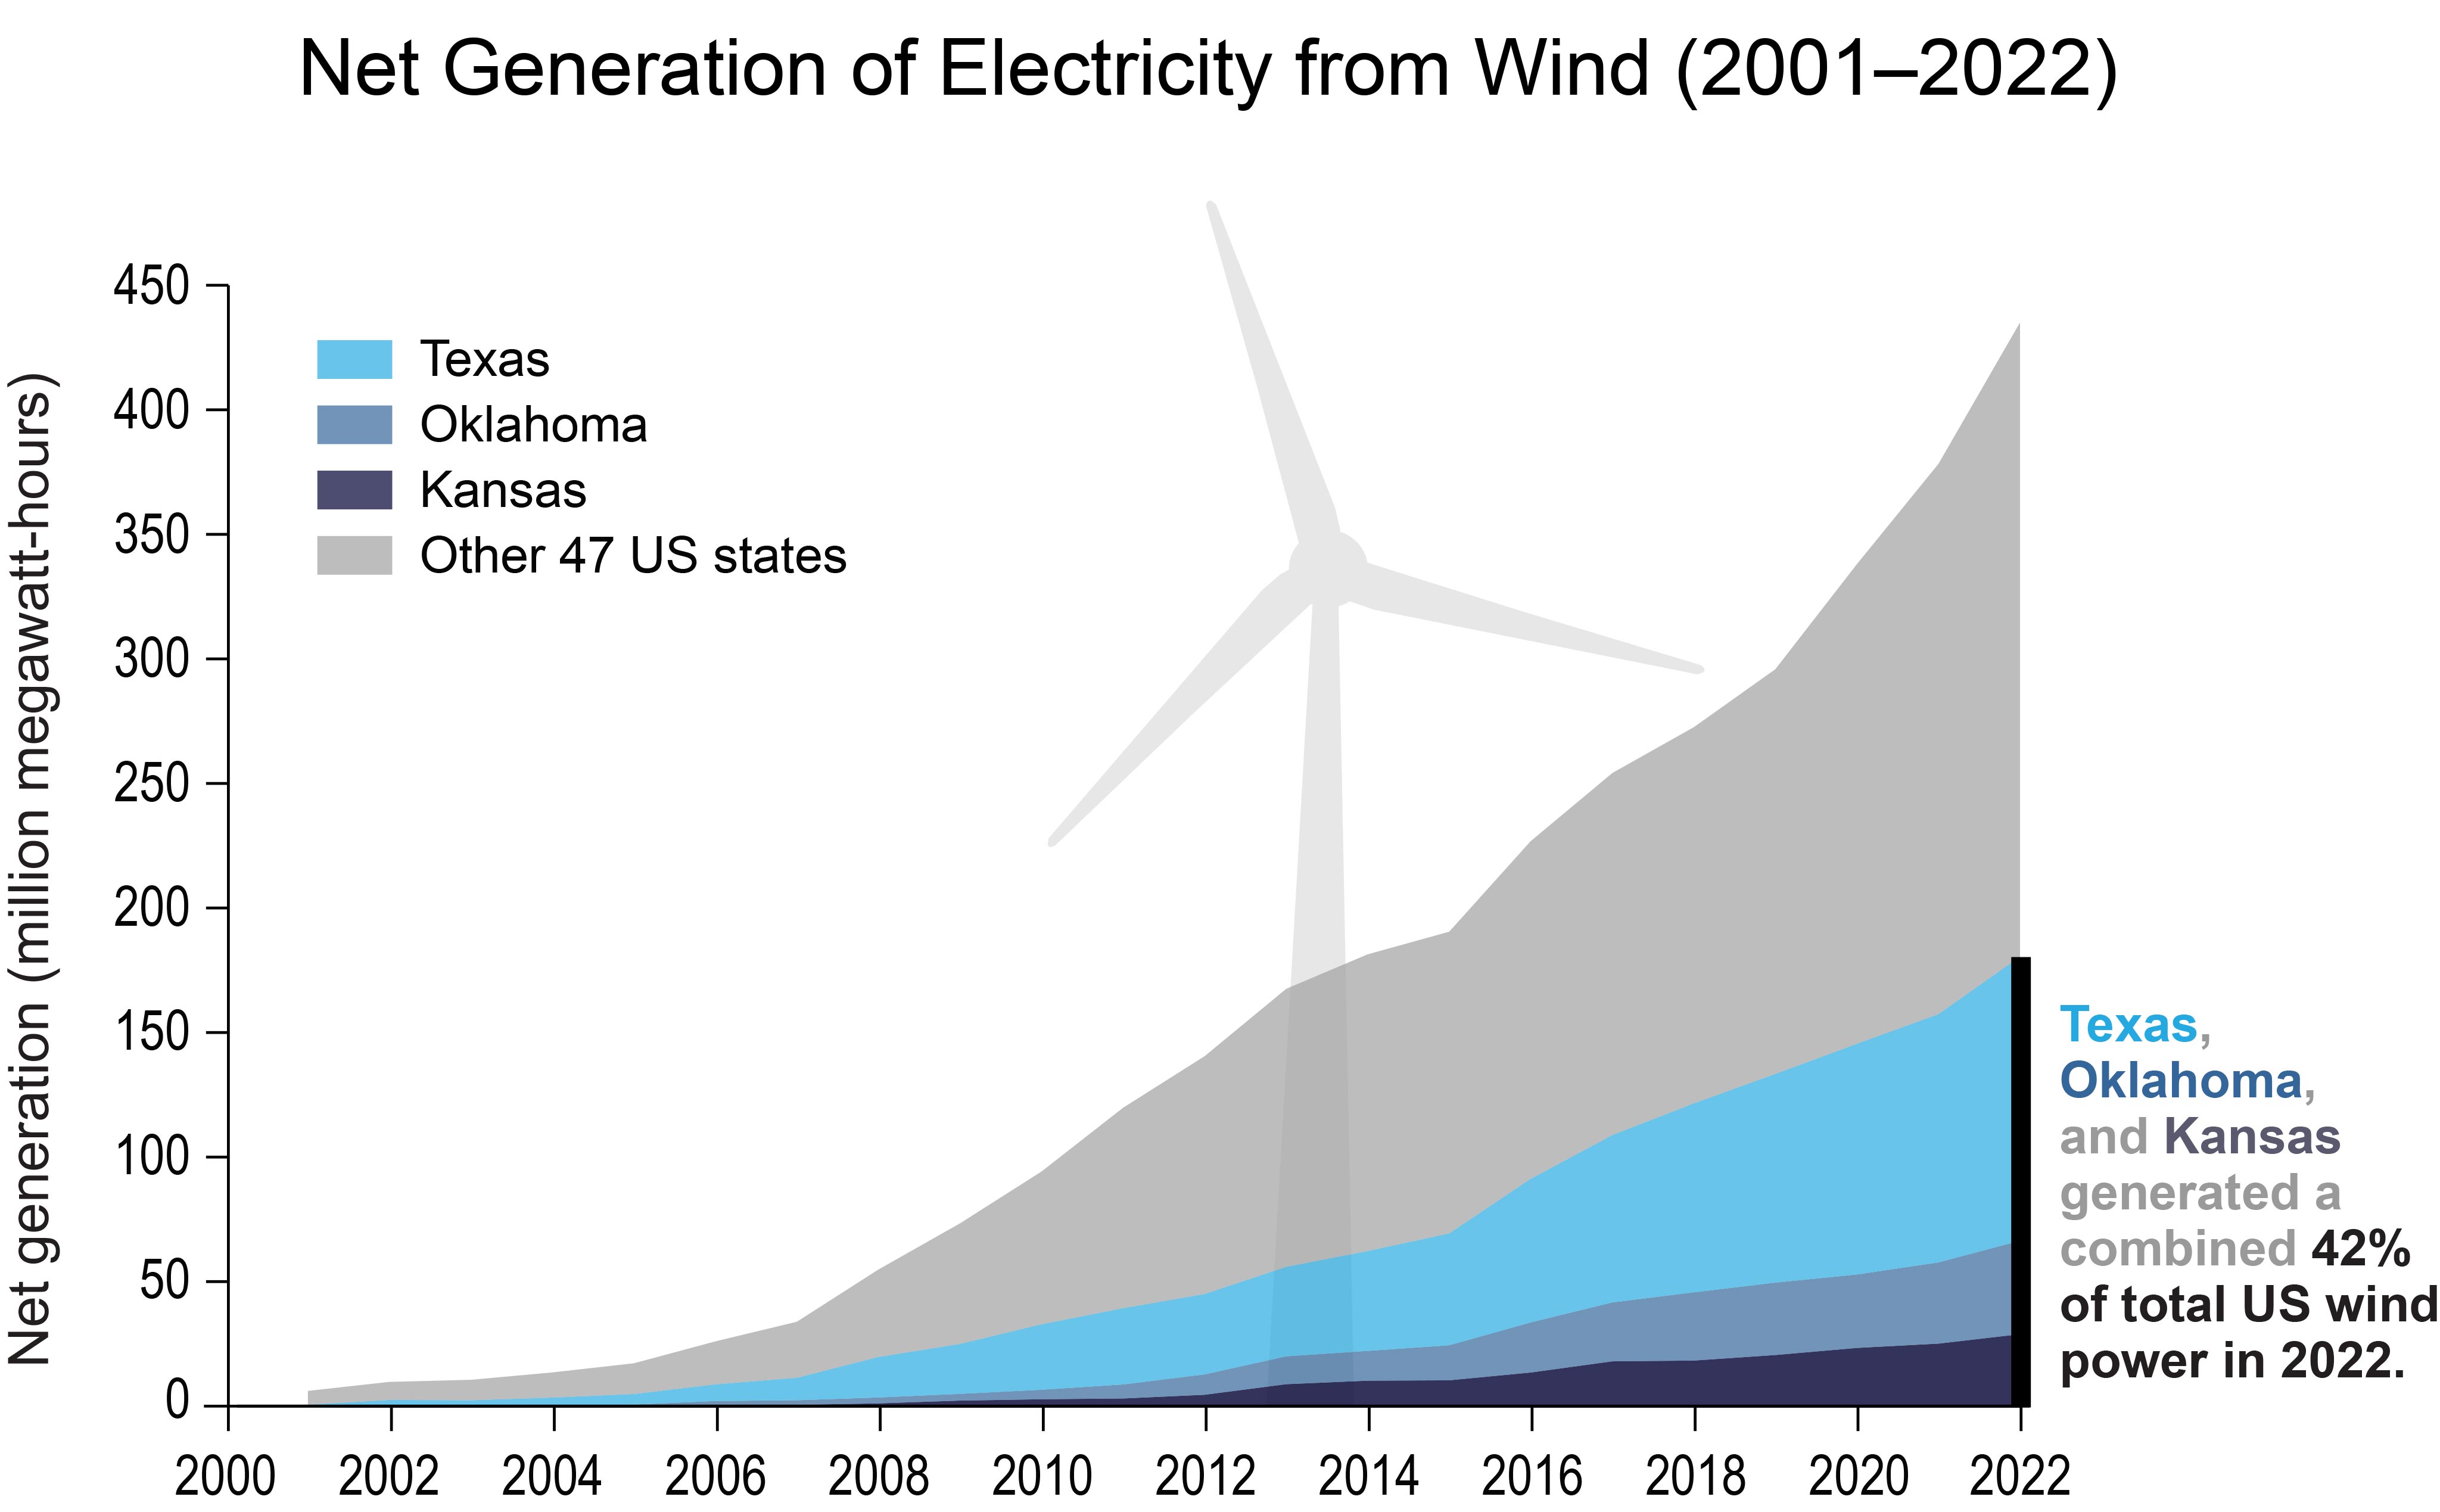 Net Generation of Electricity from Wind (2001–2022)
Net generation (million megawatt-hours)
450
400
350
300
250
200
150
100
50
0
Texas
Oklahoma
Kansas
Other 47 US states
Texas,
Oklahoma,
and Kansas
generated a
combined 42%
of total US wind
power in 2022.
2000 2002 2004 2006 2008 2010 2012 2014 2016 2018 2020 2022